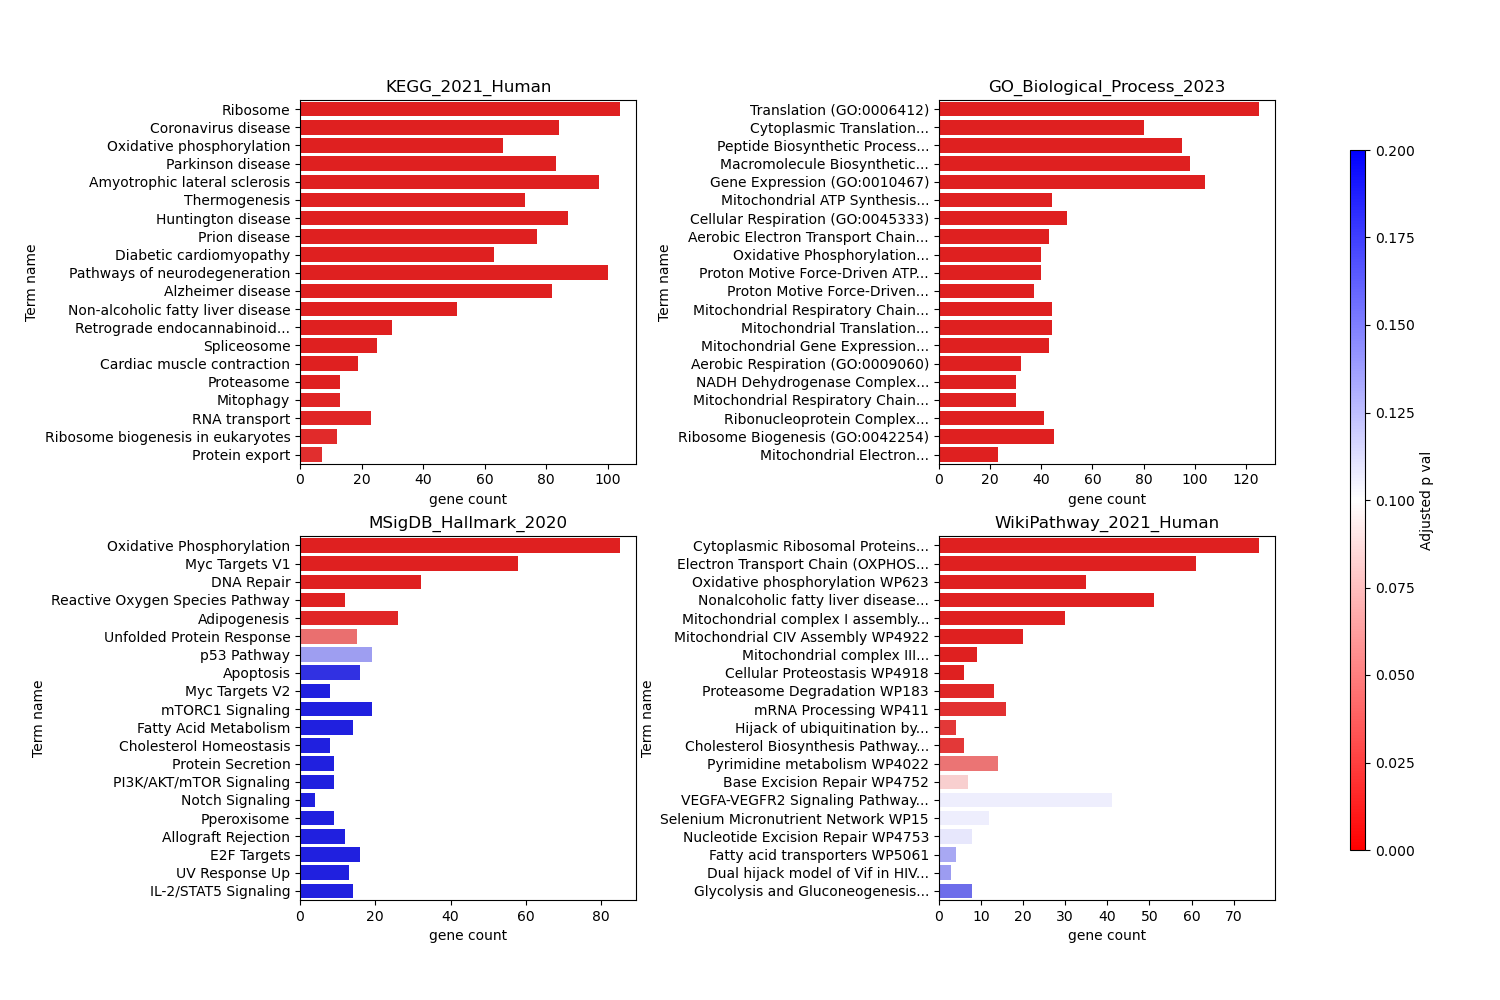 KEGG_2021_Human
Term name
Ribosome
Coronavirus disease
Oxidative phosphorylation
Parkinson disease
Amyotrophic lateral sclerosis
Thermogenesis
Huntington disease
Prion disease
Diabetic cardiomyopathy
Pathways of neurodegeneration
Alzheimer disease
Non-alcoholic fatty liver disease
Retrograde endocannabinoid...
Spliceosome
Cardiac muscle contraction
Proteasome
Mitophagy
RNA transport
Ribosome biogenesis in eukaryotes
Protein export
0 20 40 60 80 100
gene count
GO_Biological_Process_2023
Term name
Translation (GO:0006412)
Cytoplasmic Translation...
Peptide Biosynthetic Process...
Macromolecule Biosynthetic...
Gene Expression (GO:0010467)
Mitochondrial ATP Synthesis...
Cellular Respiration (GO:0045333)
Aerobic Electron Transport Chain...
Oxidative Phosphorylation...
Proton Motive Force-Driven ATP...
Proton Motive Force-Driven...
Mitochondrial Respiratory Chain...
Mitochondrial Translation...
Mitochondrial Gene Expression...
Aerobic Respiration (GO:0009060)
NADH Dehydrogenase Complex...
Mitochondrial Respiratory Chain...
Ribonucleoprotein Complex...
Ribosome Biogenesis (GO:0042254)
Mitochondrial Electron...
0 20 40 60 80 100 120
gene count
MSigDB_Hallmark_2020
Term name
Oxidative Phosphorylation
Myc Targets V1
DNA Repair
Reactive Oxygen Species Pathway
Adipogenesis
Unfolded Protein Response
p53 Pathway
Apoptosis
Myc Targets V2
mTORC1 Signaling
Fatty Acid Metabolism
Cholesterol Homeostasis
Protein Secretion
PI3K/AKT/mTOR Signaling
Notch Signaling
Pperoxisome
Allograft Rejection
E2F Targets
UV Response Up
IL-2/STAT5 Signaling
0 20 40 60 80
gene count
WikiPathway_2021_Human
Term name
Cytoplasmic Ribosomal Proteins...
Electron Transport Chain (OXPHOS...
Oxidative phosphorylation WP623
Nonalcoholic fatty liver disease...
Mitochondrial complex I assembly...
Mitochondrial CIV Assembly WP4922
Mitochondrial complex III...
Cellular Proteostasis WP4918
Proteasome Degradation WP183
mRNA Processing WP411
Hijack of ubiquitination by...
Cholesterol Biosynthesis Pathway...
Pyrimidine metabolism WP4022
Base Excision Repair WP4752
VEGFA-VEGFR2 Signaling Pathway...
Selenium Micronutrient Network WP15
Nucleotide Excision Repair WP4753
Fatty acid transporters WP5061
Dual hijack model of Vif in HIV...
Glycolysis and Gluconeogenesis...
0 10 20 30 40 50 60 70
gene count
0.200
0.175
0.150
0.125
0.100
0.075
0.050
0.025
0.000
Adjusted p val